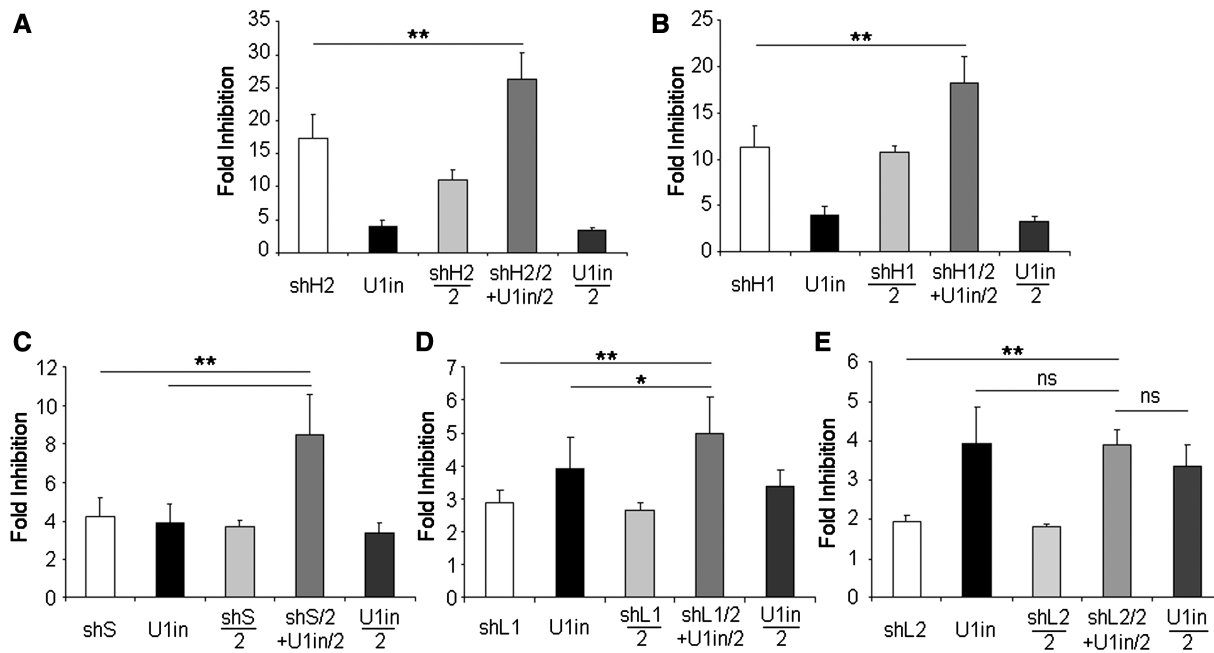 A
Fold Inhibition
35
30
25
20
15
10
5
0
**
shH2
U1in
shH2
2
shH2/2
+U1in/2
U1in
2
B
Fold Inhibition
25
20
15
10
5
0
**
shH1
U1in
shH1
2
shH1/2
+U1in/2
U1in
2
C
Fold Inhibition
12
10
8
6
4
2
0
**
shS
U1in
shS
2
shS/2
+U1in/2
U1in
2
D
Fold Inhibition
7
6
5
4
3
2
1
0
**
*
shL1
U1in
shL1
2
shL1/2
+U1in/2
U1in
2
E
Fold Inhibition
6
5
4
3
2
1
0
**
ns
ns
shL2
U1in
shL2
2
shL2/2
+U1in/2
U1in
2